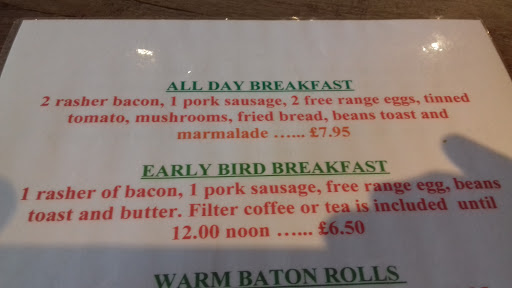 ALL DAY BREAKFAST
2 rasher bacon, 1 pork sausage, 2 free range eggs, tinned
tomato, mushrooms, fried bread, beans toast and
marmalade …... £7.95
EARLY BIRD BREAKFAST
1 rasher of bacon, 1 pork sausage, free range egg, beans
toast and butter. Filter coffee or tea is included until
12.00 noon …... £6.50
WARM BATON ROLLS